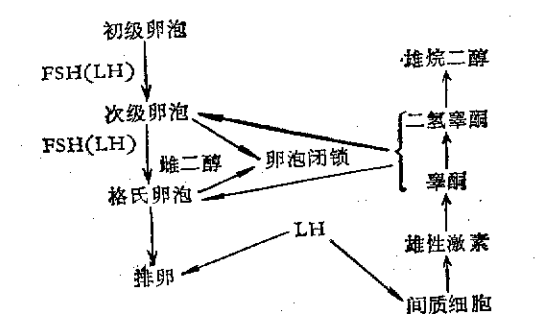 初级卵泡
FSH(LH)
雄烷二醇
次级卵泡
二氢睾酮
FSH(LH)
雌二醇
卵泡闭锁
格氏卵泡
睾酮
LH
雄性激素
排卵
间质细胞